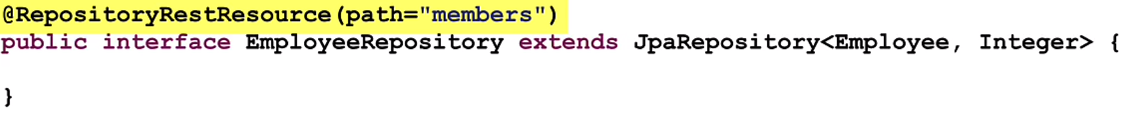 @RepositoryRestResource(path="members")
public interface EmployeeRepository extends JpaRepository<Employee, Integer> {
}